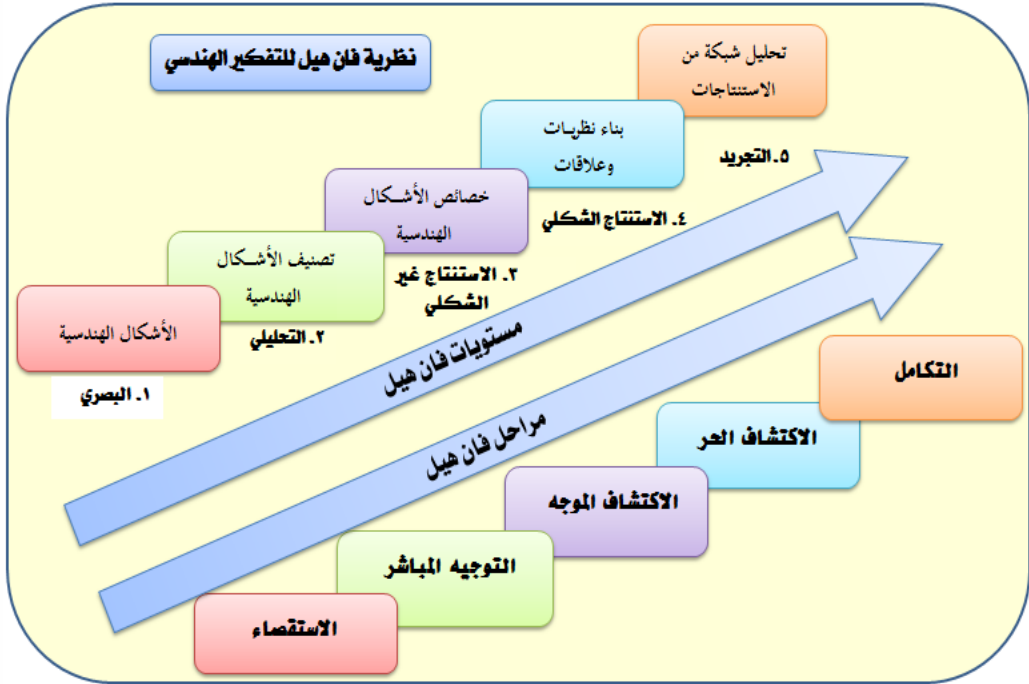 نظرية فان هيل للتفكير الهندسي
تحليل شبكة من
الاستنتاجات
٥. التجريد
بناء نظريات
وعلاقات
٤. الاستنتاج الشكلي
خصائص الأشكال
الهندسية
٣. الاستنتاج غير
الشكلي
تصنيف الأشكال
الهندسية
٢. التحليلي
الأشكال الهندسية
١. البصري
مستويات فان هيل
مراحل فان هيل
التكامل
الاكتشاف الحر
الاكتشاف الموجه
التوجيه المباشر
الاستقصاء